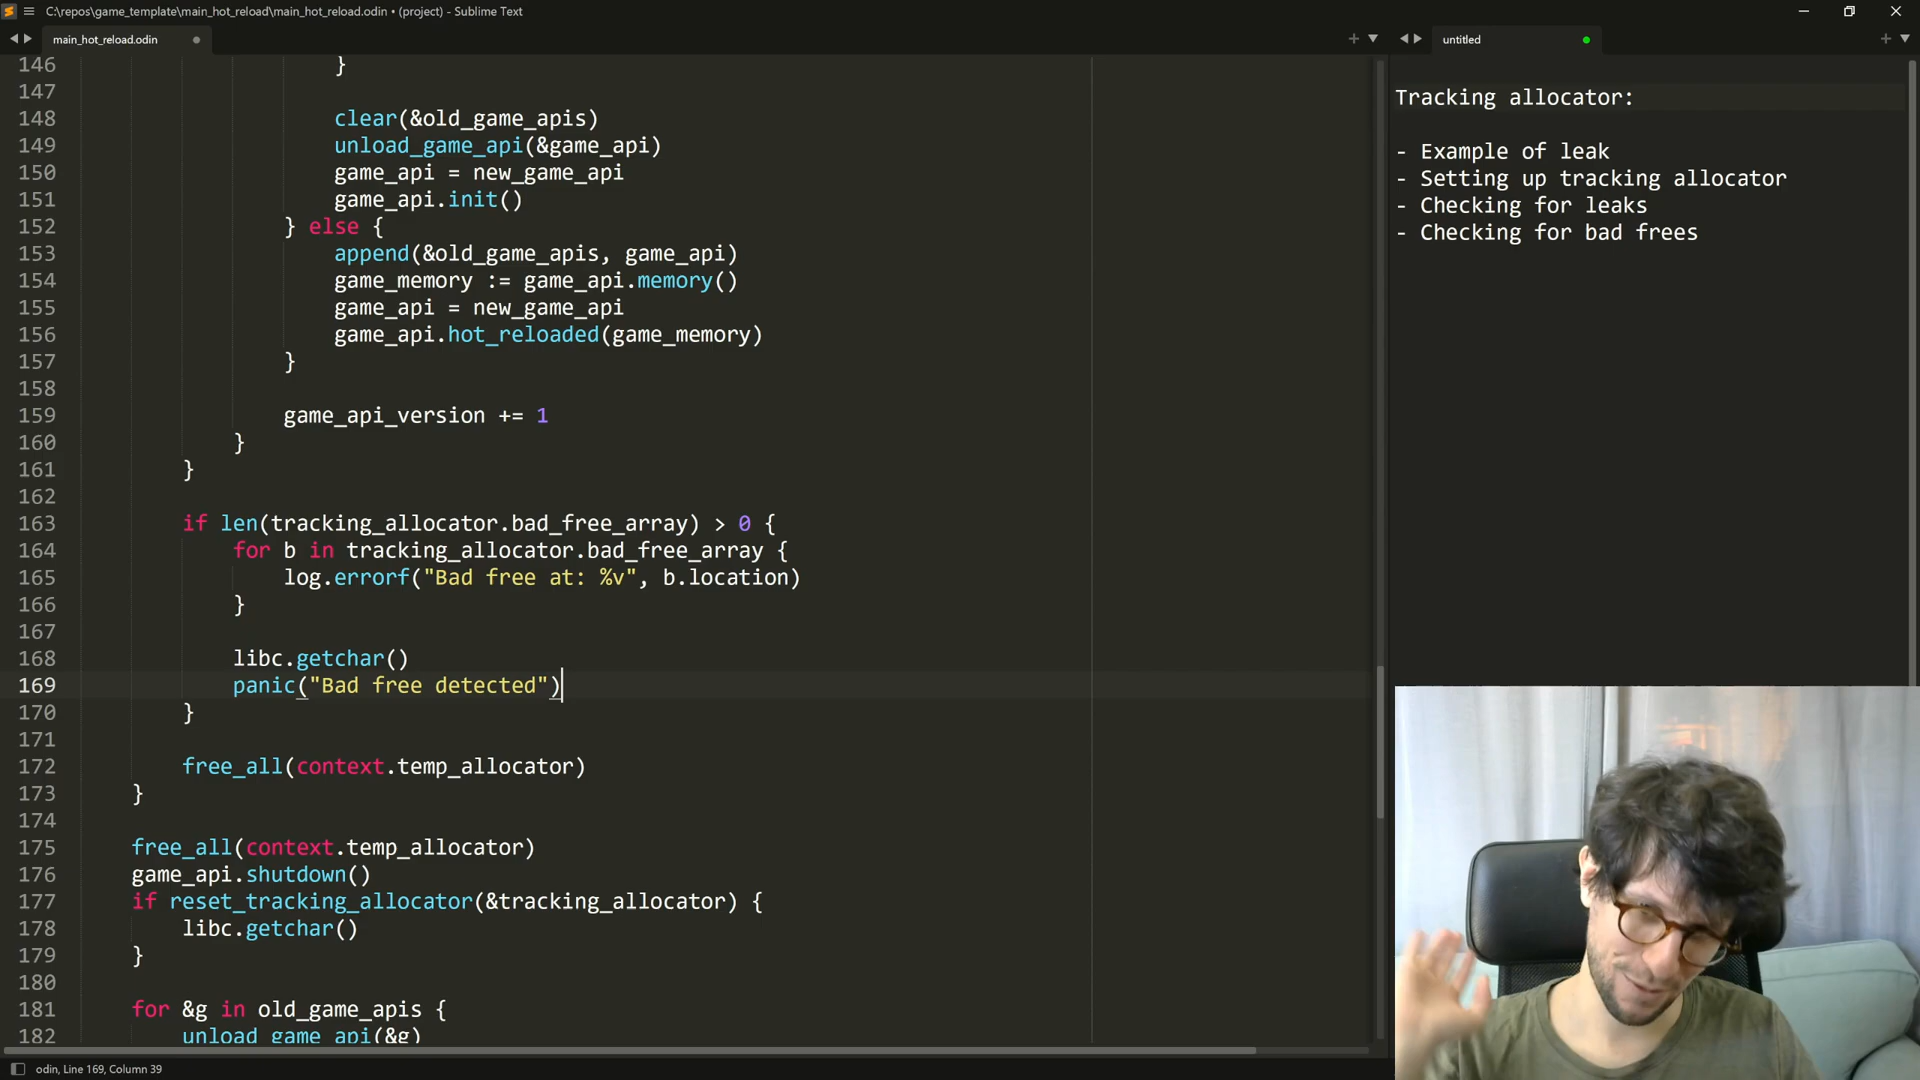 C:\repos\game_template\main_hot_reload\main_hot_reload.odin • (project) - Sublime Text
main_hot_reload.odin
146 }
147
148 clear(&old_game_apis)
149 unload_game_api(&game_api)
150 game_api = new_game_api
151 game_api.init()
152 } else {
153 append(&old_game_apis, game_api)
154 game_memory := game_api.memory()
155 game_api = new_game_api
156 game_api.hot_reloaded(game_memory)
157 }
158
159 game_api_version += 1
160 }
161 }
162
163 if len(tracking_allocator.bad_free_array) > 0 {
164 for b in tracking_allocator.bad_free_array {
165 log.errorf("Bad free at: %v", b.location)
166 }
167
168 libc.getchar()
169 panic("Bad free detected")
170 }
171
172 free_all(context.temp_allocator)
173 }
174
175 free_all(context.temp_allocator)
176 game_api.shutdown()
177 if reset_tracking_allocator(&tracking_allocator) {
178 libc.getchar()
179 }
180
181 for &g in old_game_apis {
182 unload_game_api(&g)
odin, Line 169, Column 39
untitled
Tracking allocator:
- Example of leak
- Setting up tracking allocator
- Checking for leaks
- Checking for bad frees